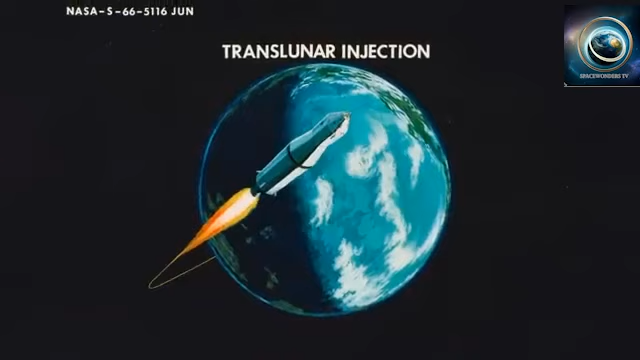 NASA-S-66-5116 JUN
TRANSLUNAR INJECTION
SPACEWONDERS TV